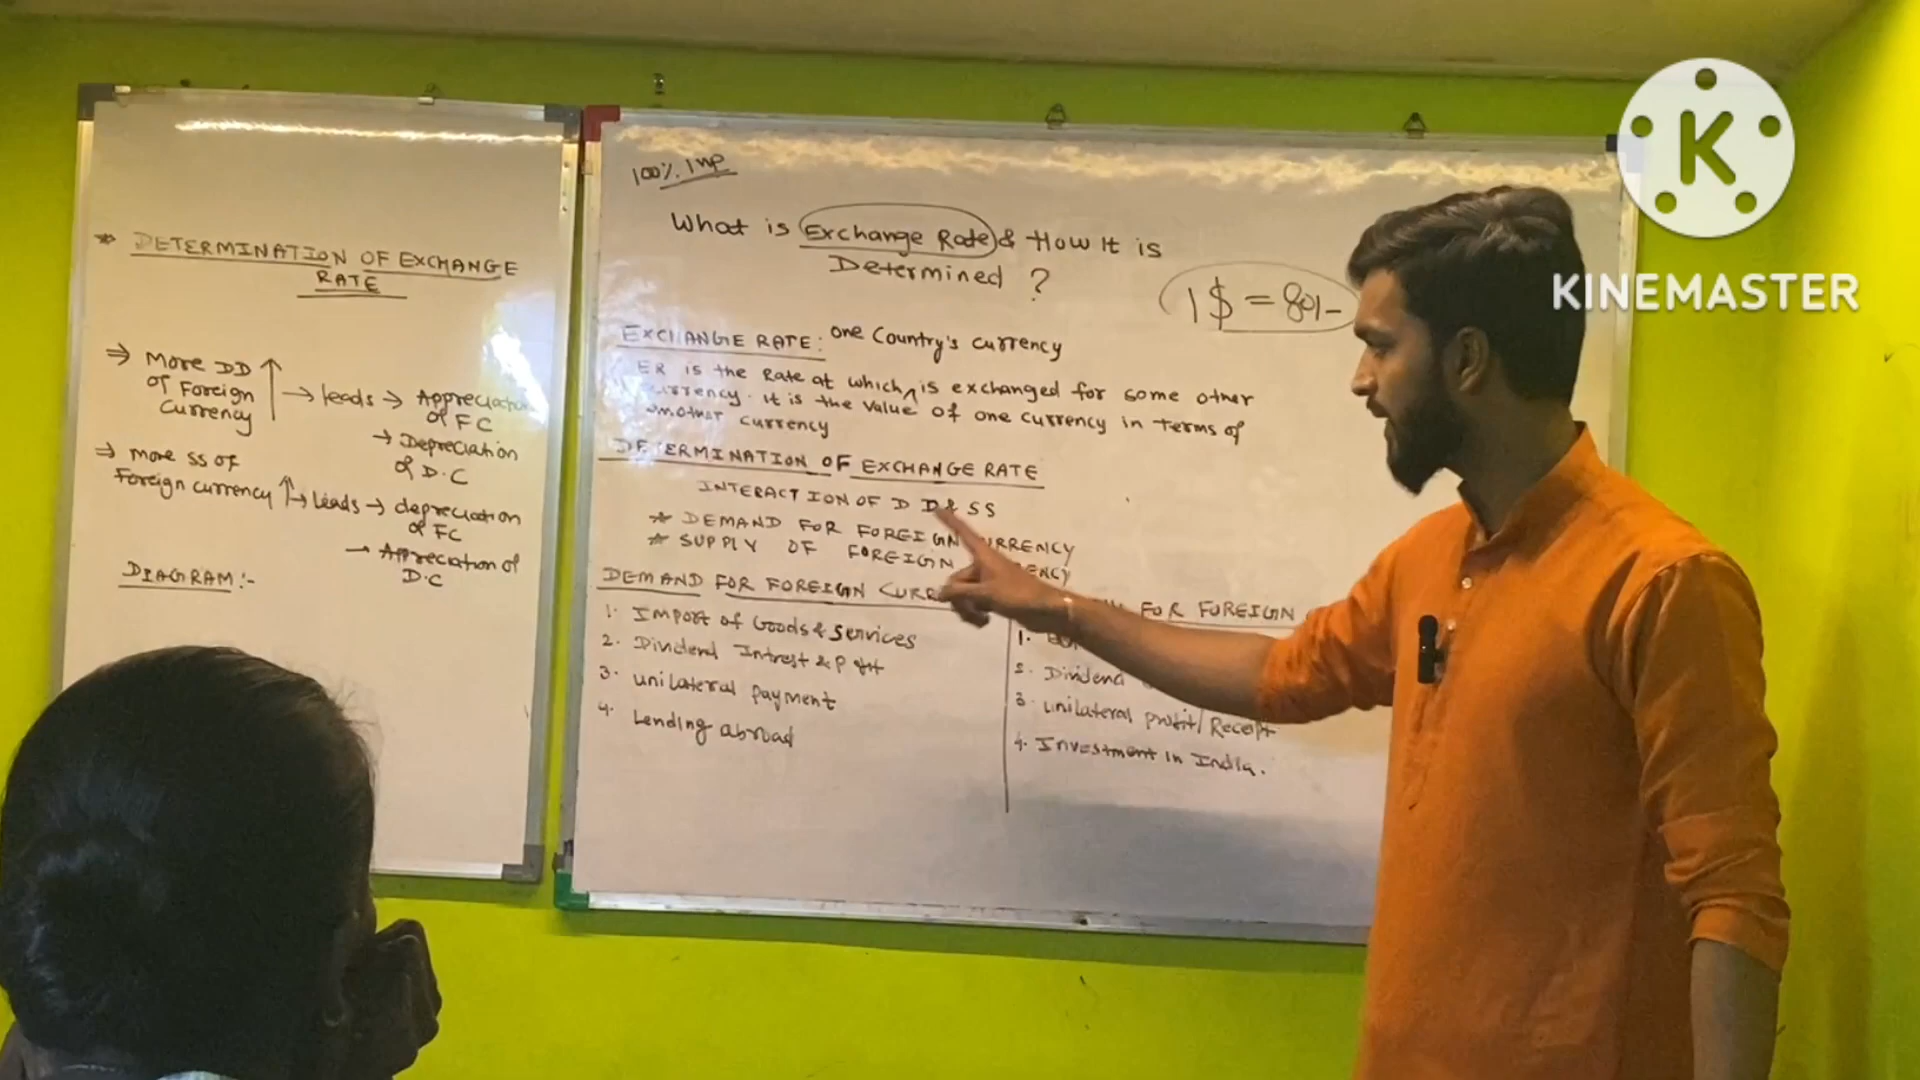 * DETERMINATION OF EXCHANGE
RATE
⇒ More DD ↑
of Foreign → leads → Appreciation
Currency of FC
→ Depreciation
of D.C
⇒ More SS of
Foreign currency ↑ → Leads → depreciation
of FC
→ Appreciation of
D.C
DIAGRAM :-
100% Imp
What is Exchange Rate & How It is
Determined ?
1$ = 80/-
EXCHANGE RATE : one Country's currency
ER is the Rate at which ^ is exchanged for some other
currency. It is the value of one currency in terms of
another currency
DETERMINATION OF EXCHANGE RATE
INTERACTION OF DD & SS
* DEMAND FOR FOREIGN CURRENCY
* SUPPLY OF FOREIGN
DEMAND FOR FOREIGN CURR
1. Import of Goods & Services
2. Dividend Intrest & P
3. unilateral payment
4. Lending abroad
FOR FOREIGN
1.
2. Dividend
3. unilateral profit/Receipt
4. Investment in India.
K
KINEMASTER